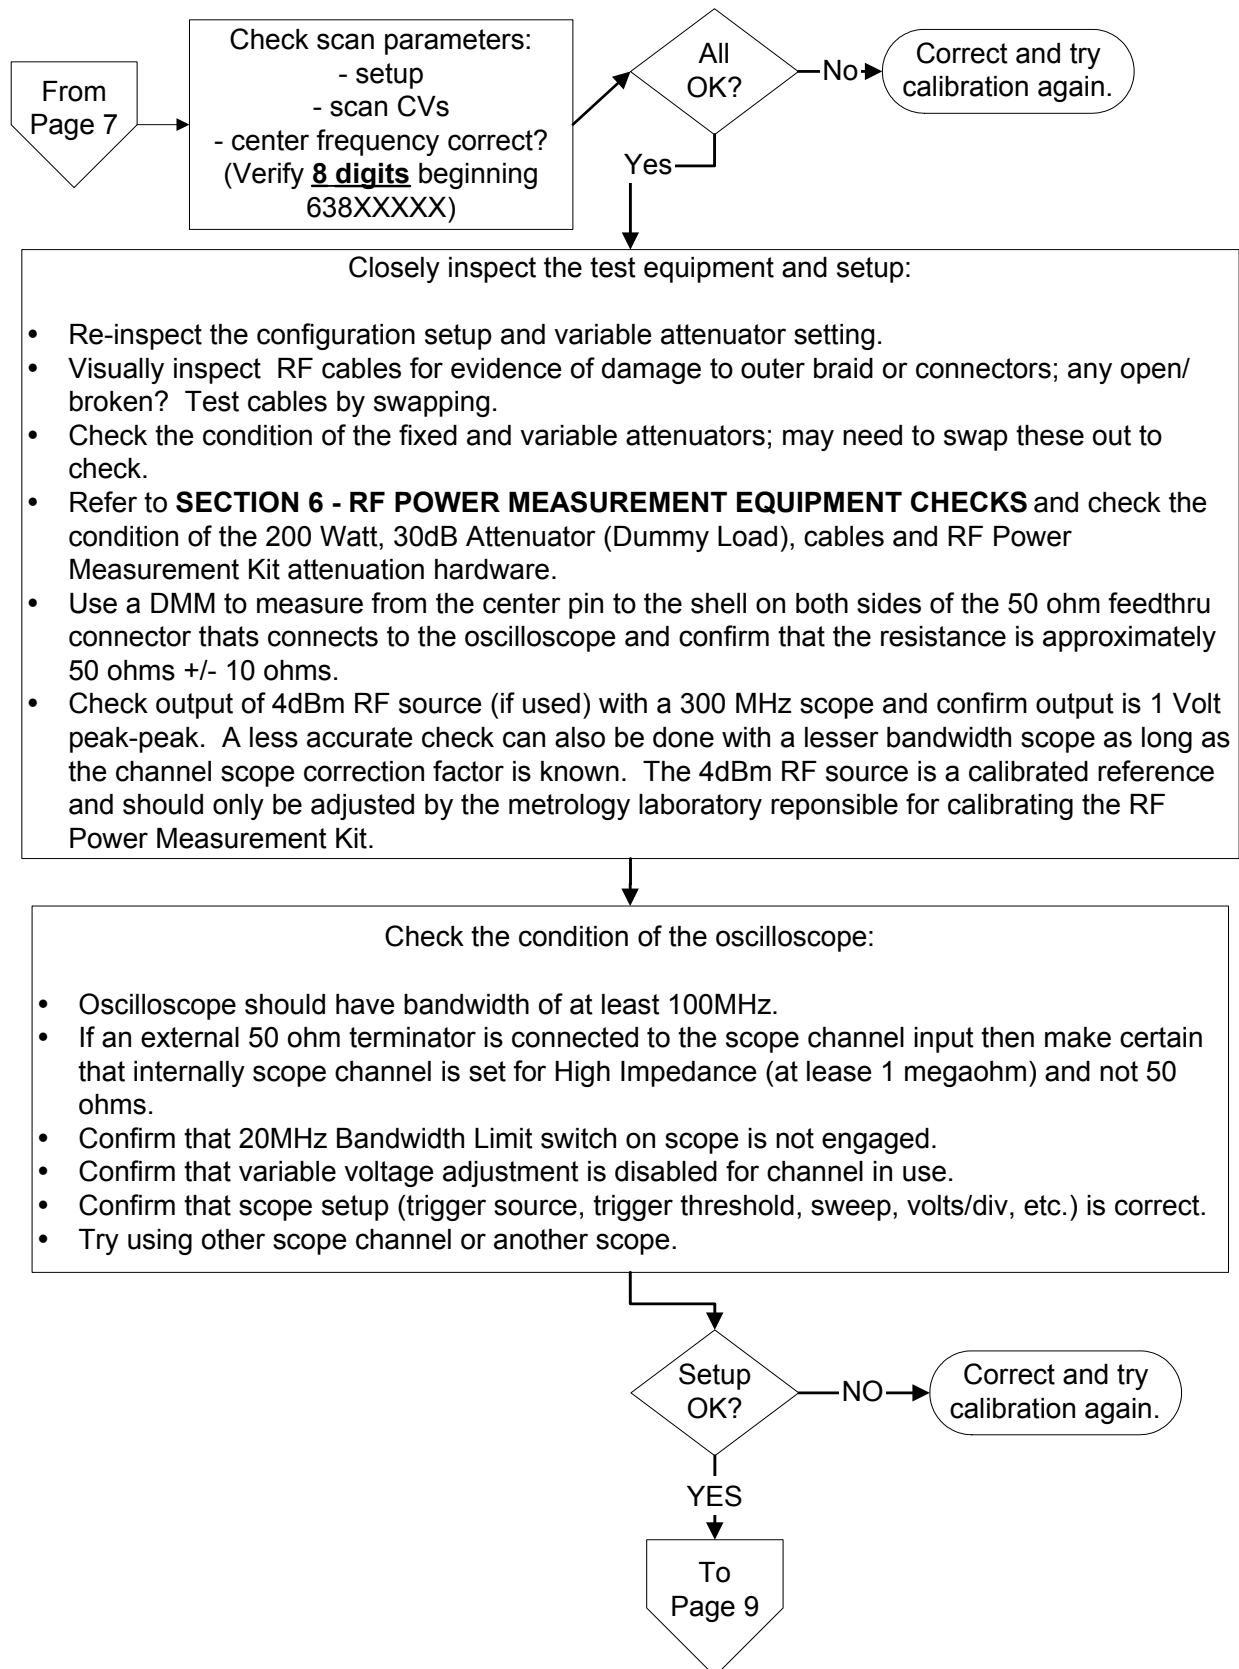 From
Page 7
Check scan parameters:
- setup
- scan CVs
- center frequency correct?
(Verify 8 digits beginning
638XXXXX)
All
OK?
No
Correct and try
calibration again.
Yes
Closely inspect the test equipment and setup:
• Re-inspect the configuration setup and variable attenuator setting.
• Visually inspect RF cables for evidence of damage to outer braid or connectors; any open/
broken? Test cables by swapping.
• Check the condition of the fixed and variable attenuators; may need to swap these out to
check.
• Refer to SECTION 6 - RF POWER MEASUREMENT EQUIPMENT CHECKS and check the
condition of the 200 Watt, 30dB Attenuator (Dummy Load), cables and RF Power
Measurement Kit attenuation hardware.
• Use a DMM to measure from the center pin to the shell on both sides of the 50 ohm feedthru
connector thats connects to the oscilloscope and confirm that the resistance is approximately
50 ohms +/- 10 ohms.
• Check output of 4dBm RF source (if used) with a 300 MHz scope and confirm output is 1 Volt
peak-peak. A less accurate check can also be done with a lesser bandwidth scope as long as
the channel scope correction factor is known. The 4dBm RF source is a calibrated reference
and should only be adjusted by the metrology laboratory reponsible for calibrating the RF
Power Measurement Kit.
Check the condition of the oscilloscope:
• Oscilloscope should have bandwidth of at least 100MHz.
• If an external 50 ohm terminator is connected to the scope channel input then make certain
that internally scope channel is set for High Impedance (at lease 1 megaohm) and not 50
ohms.
• Confirm that 20MHz Bandwidth Limit switch on scope is not engaged.
• Confirm that variable voltage adjustment is disabled for channel in use.
• Confirm that scope setup (trigger source, trigger threshold, sweep, volts/div, etc.) is correct.
• Try using other scope channel or another scope.
Setup
OK?
NO
Correct and try
calibration again.
YES
To
Page 9